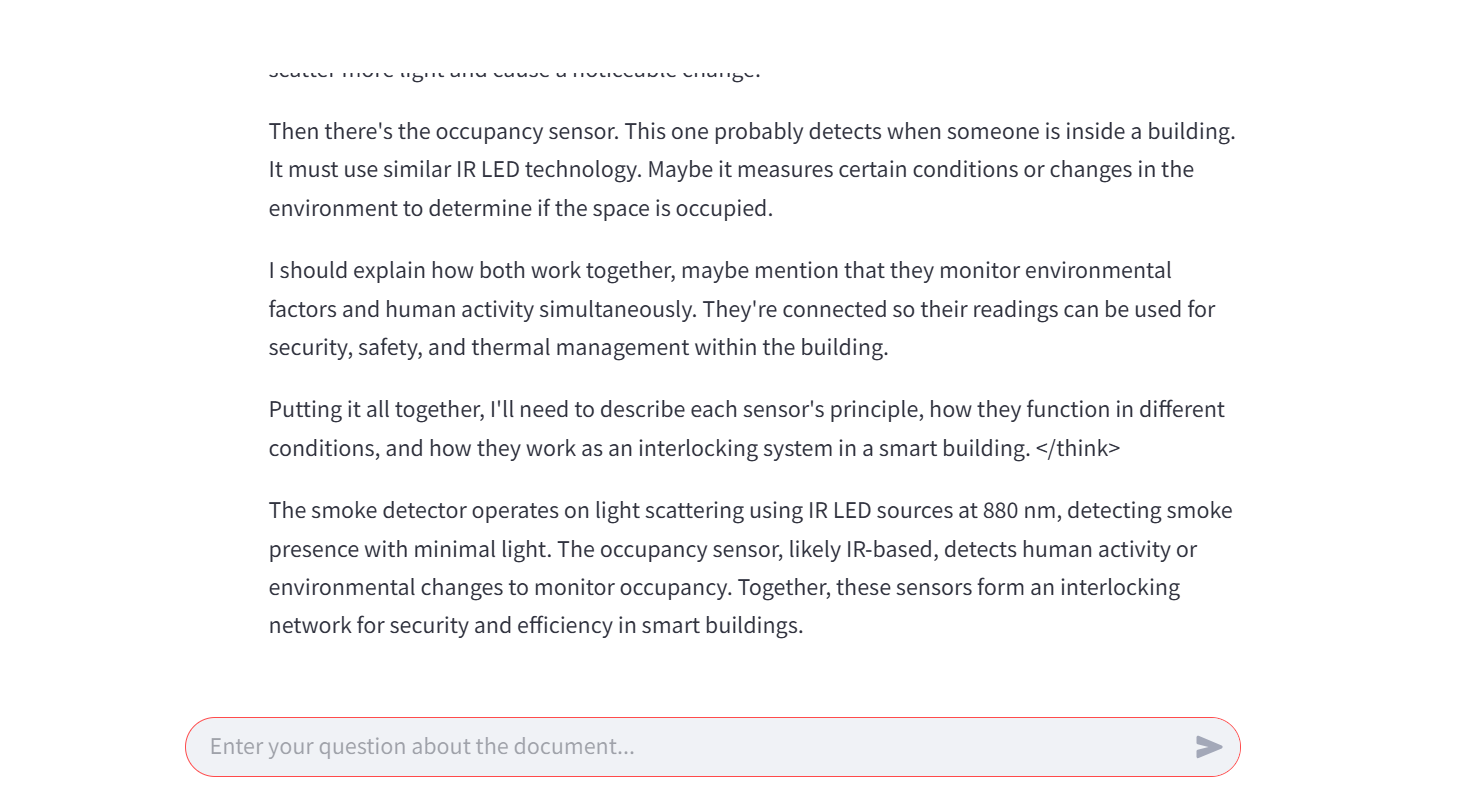 scatter more light and cause a noticeable change.
Then there's the occupancy sensor. This one probably detects when someone is inside a building.
It must use similar IR LED technology. Maybe it measures certain conditions or changes in the
environment to determine if the space is occupied.
I should explain how both work together, maybe mention that they monitor environmental
factors and human activity simultaneously. They're connected so their readings can be used for
security, safety, and thermal management within the building.
Putting it all together, I'll need to describe each sensor's principle, how they function in different
conditions, and how they work as an interlocking system in a smart building. </think>
The smoke detector operates on light scattering using IR LED sources at 880 nm, detecting smoke
presence with minimal light. The occupancy sensor, likely IR-based, detects human activity or
environmental changes to monitor occupancy. Together, these sensors form an interlocking
network for security and efficiency in smart buildings.
Enter your question about the document...